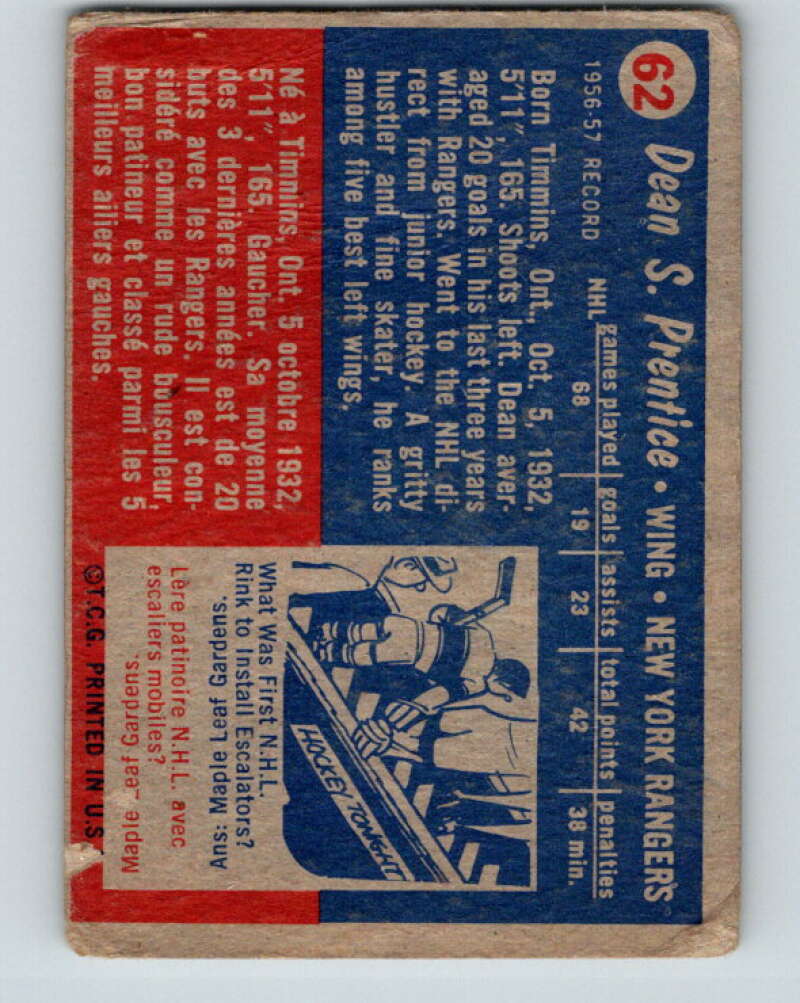 62 Dean S. Prentice • WING • NEW YORK RANGERS
1956-57 RECORD games played goals assists total points penalties
NHL 68 19 23 42 38 min.
Born Timmins, Ont., Oct. 5, 1932,
5'11", 165. Shoots left. Dean aver-
aged 20 goals in his last three years
with Rangers. Went to the NHL di-
rect from junior hockey. A gritty
hustler and fine skater, he ranks
among five best left wings.
Né à Timmins, Ont. 5 octobre 1932,
5'11", 165. Gaucher. Sa moyenne
des 3 dernières années est de 20
buts avec les Rangers. Il est con-
sidéré comme un rude bousculeur,
bon patineur et classé parmi les 5
meilleurs ailiers gauches.
HOCKEY TONIGHT
What Was First N.H.L.
Rink to Install Escalators?
Ans: Maple Leaf Gardens.
Lère patinoire N.H.L. avec
escaliers mobiles?
Maple Leaf Gardens.
©T.C.G. PRINTED IN U.S